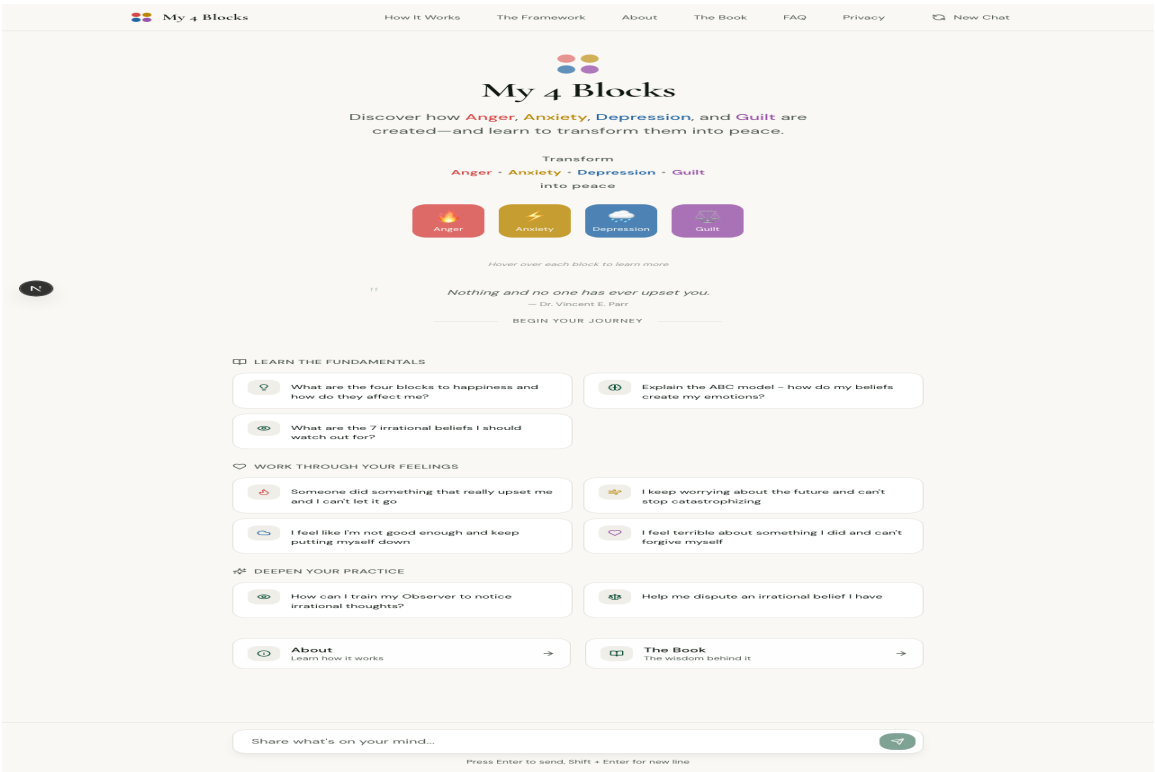 My 4 Blocks
How It Works
The Framework
About
The Book
FAQ
Privacy
New Chat
My 4 Blocks
Discover how Anger, Anxiety, Depression, and Guilt are
created—and learn to transform them into peace.
Transform
Anger • Anxiety • Depression • Guilt
into peace
Anger
Anxiety
Depression
Guilt
Hover over each block to learn more
"
Nothing and no one has ever upset you.
— Dr. Vincent E. Parr
BEGIN YOUR JOURNEY
N
LEARN THE FUNDAMENTALS
What are the four blocks to happiness and
how do they affect me?
Explain the ABC model - how do my beliefs
create my emotions?
What are the 7 irrational beliefs I should
watch out for?
WORK THROUGH YOUR FEELINGS
Someone did something that really upset me
and I can't let it go
I keep worrying about the future and can't
stop catastrophizing
I feel like I'm not good enough and keep
putting myself down
I feel terrible about something I did and can't
forgive myself
DEEPEN YOUR PRACTICE
How can I train my Observer to notice
irrational thoughts?
Help me dispute an irrational belief I have
About
Learn how it works
The Book
The wisdom behind it
Share what's on your mind...
Press Enter to send, Shift + Enter for new line